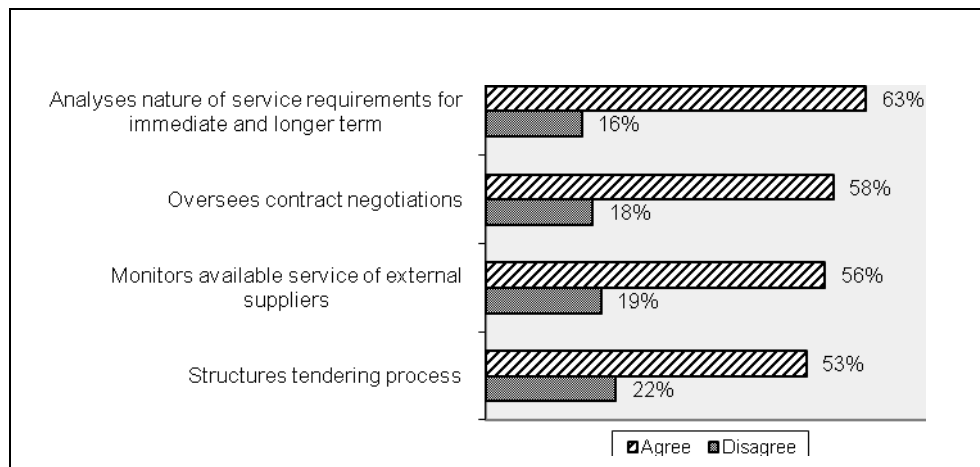 Analyses nature of service requirements for
immediate and longer term
63%
16%
Oversees contract negotiations
58%
18%
Monitors available service of external
suppliers
56%
19%
Structures tendering process
53%
22%
Agree Disagree